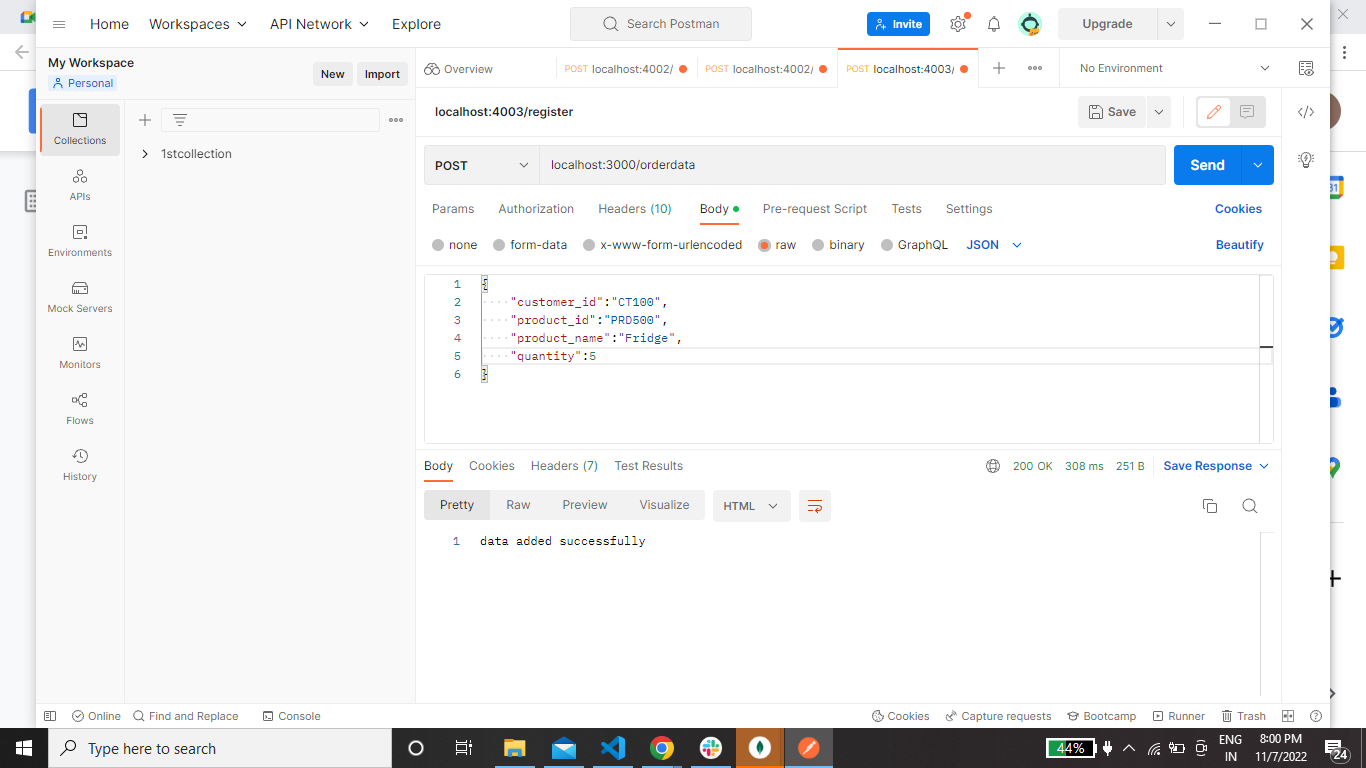 Home
Workspaces
API Network
Explore
Search Postman
Invite
Upgrade
My Workspace
Personal
New
Import
Overview
POST localhost:4002/
POST localhost:4002/
POST localhost:4003/
No Environment
Collections
APIs
Environments
Mock Servers
Monitors
Flows
History
1stcollection
localhost:4003/register
Save
POST
localhost:3000/orderdata
Send
Params
Authorization
Headers (10)
Body
Pre-request Script
Tests
Settings
Cookies
none
form-data
x-www-form-urlencoded
raw
binary
GraphQL
JSON
Beautify
1 {
2 "customer_id":"CT100",
3 "product_id":"PRD500",
4 "product_name":"Fridge",
5 "quantity":5
6 }
Body
Cookies
Headers (7)
Test Results
200 OK
308 ms
251 B
Save Response
Pretty
Raw
Preview
Visualize
HTML
1 data added successfully
Online
Find and Replace
Console
Cookies
Capture requests
Bootcamp
Runner
Trash
Type here to search
44%
ENG
IN
8:00 PM
11/7/2022
24
31